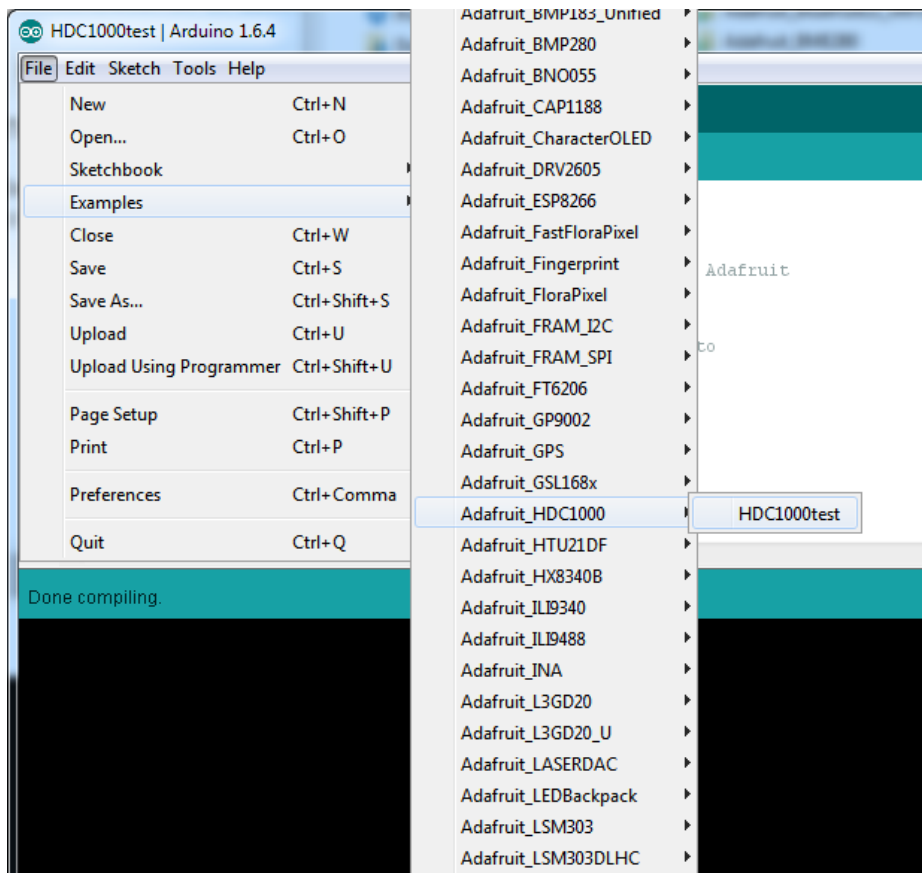 HDC1000test | Arduino 1.6.4
File Edit Sketch Tools Help
New Ctrl+N
Open... Ctrl+O
Sketchbook
Examples
Close Ctrl+W
Save Ctrl+S
Save As... Ctrl+Shift+S
Upload Ctrl+U
Upload Using Programmer Ctrl+Shift+U
Page Setup Ctrl+Shift+P
Print Ctrl+P
Preferences Ctrl+Comma
Quit Ctrl+Q
Adafruit_BMP183_Unified
Adafruit_BMP280
Adafruit_BNO055
Adafruit_CAP1188
Adafruit_CharacterOLED
Adafruit_DRV2605
Adafruit_ESP8266
Adafruit_FastFloraPixel
Adafruit_Fingerprint
Adafruit_FloraPixel
Adafruit_FRAM_I2C
Adafruit_FRAM_SPI
Adafruit_FT6206
Adafruit_GP9002
Adafruit_GPS
Adafruit_GSL168x
Adafruit_HDC1000
Adafruit_HTU21DF
Adafruit_HX8340B
Adafruit_ILI9340
Adafruit_ILI9488
Adafruit_INA
Adafruit_L3GD20
Adafruit_L3GD20_U
Adafruit_LASERDAC
Adafruit_LEDBackpack
Adafruit_LSM303
Adafruit_LSM303DLHC
HDC1000test
Adafruit
to
Done compiling.